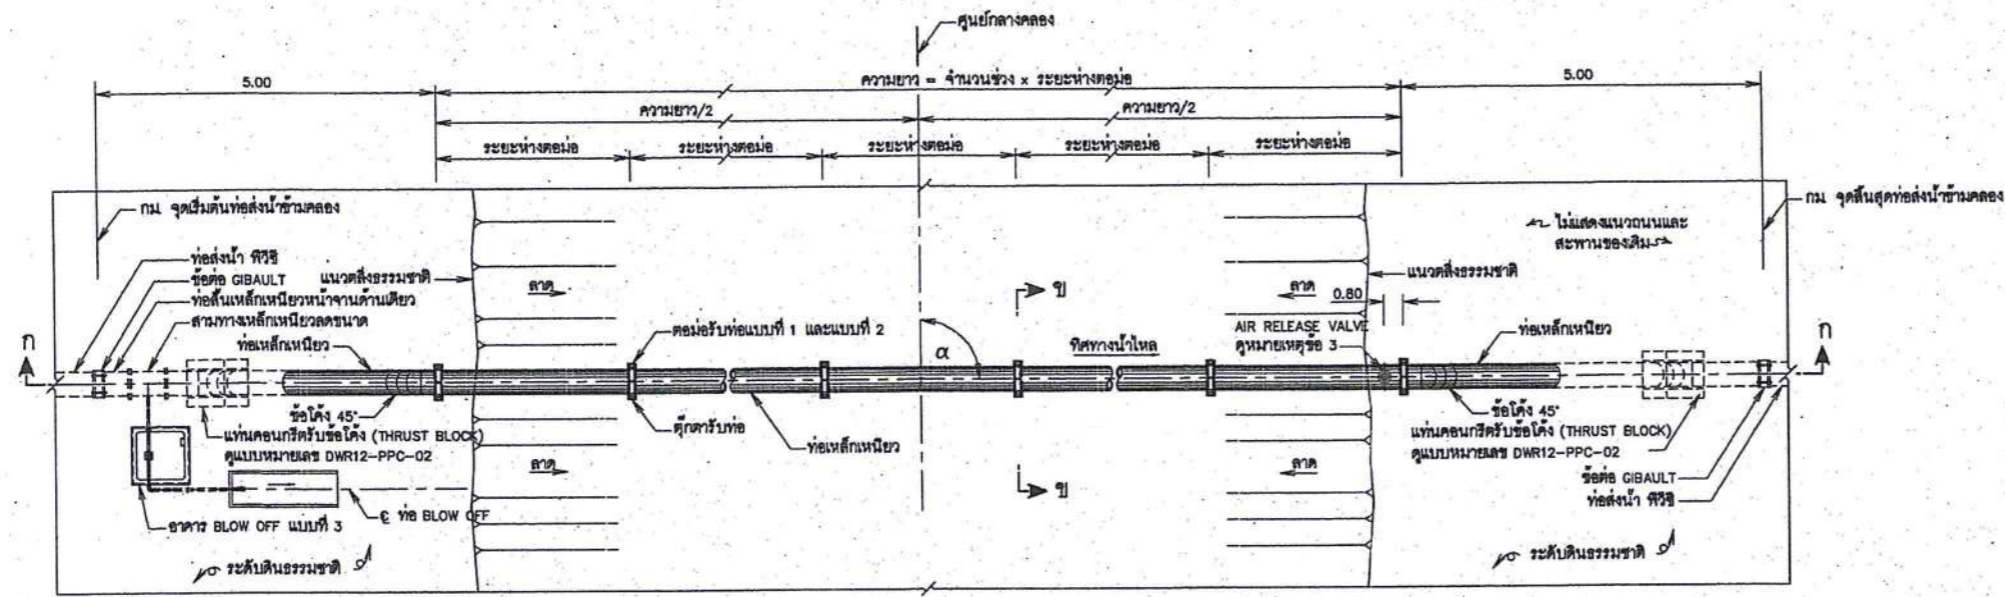 ศูนย์กลางคลอง
5.00
ความยาว = จำนวนช่วง x ระยะห่างตอม่อ
5.00
ความยาว/2
ความยาว/2
ระยะห่างตอม่อ
ระยะห่างตอม่อ
ระยะห่างตอม่อ
ระยะห่างตอม่อ
ระยะห่างตอม่อ
กม. จุดเริ่มต้นท่อส่งน้ำข้ามคลอง
ไม่แสดงแนวถนนและ
สะพานของเดิม
กม. จุดสิ้นสุดท่อส่งน้ำข้ามคลอง
ท่อส่งน้ำ พีวีซี
ข้อต่อ GIBAULT
แนวตลิ่งธรรมชาติ
ท่อสั้นเหล็กเหนียวหน้าจานด้านเดียว
สามทางเหล็กเหนียวลดขนาด
ท่อเหล็กเหนียว
ลาด
ข
ลาด
0.80
แนวตลิ่งธรรมชาติ
ตอม่อรับท่อแบบที่ 1 และแบบที่ 2
α
ทิศทางน้ำไหล
AIR RELEASE VALVE
ดูหมายเหตุข้อ 3
ท่อเหล็กเหนียว
ก
ก
ข้อโค้ง 45°
แท่นคอนกรีตรับข้อโค้ง (THRUST BLOCK)
ดูแบบหมายเลข DWR12-PPC-02
ตุ๊กตารับท่อ
ท่อเหล็กเหนียว
ข้อโค้ง 45°
แท่นคอนกรีตรับข้อโค้ง (THRUST BLOCK)
ดูแบบหมายเลข DWR12-PPC-02
ลาด
ข
ลาด
ข้อต่อ GIBAULT
ท่อส่งน้ำ พีวีซี
℄ ท่อ BLOW OFF
อาคาร BLOW OFF แบบที่ 3
ระดับดินธรรมชาติ
ระดับดินธรรมชาติ